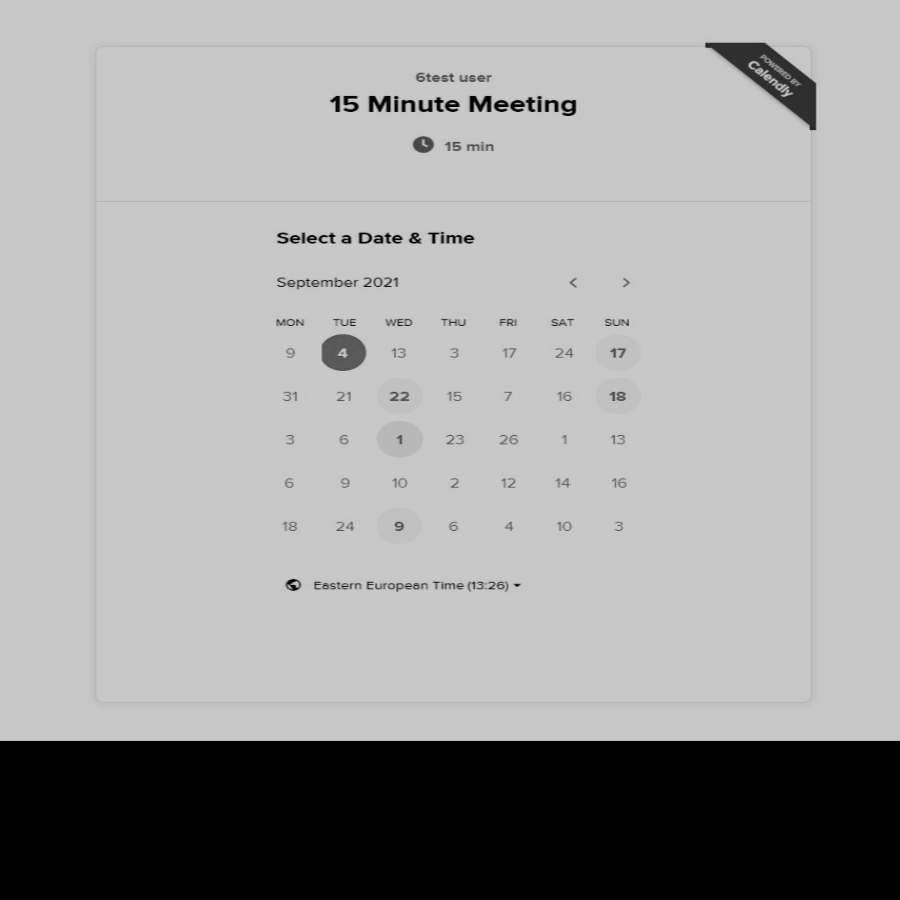 POWERED BY
Calendly
6test user
15 Minute Meeting
15 min
Select a Date & Time
September 2021 < >
MON TUE WED THU FRI SAT SUN
9 4 13 3 17 24 17
31 21 22 15 7 16 18
3 6 1 23 26 1 13
6 9 10 2 12 14 16
18 24 9 6 4 10 3
Eastern European Time (13:26)